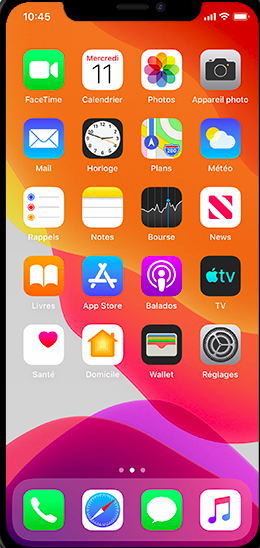 10:45
Mercredi
11
FaceTime Calendrier Photos Appareil photo
280
Mail Horloge Plans Météo
Rappels Notes Bourse News
tv
Livres App Store Balados TV
Santé Domicile Wallet Réglages